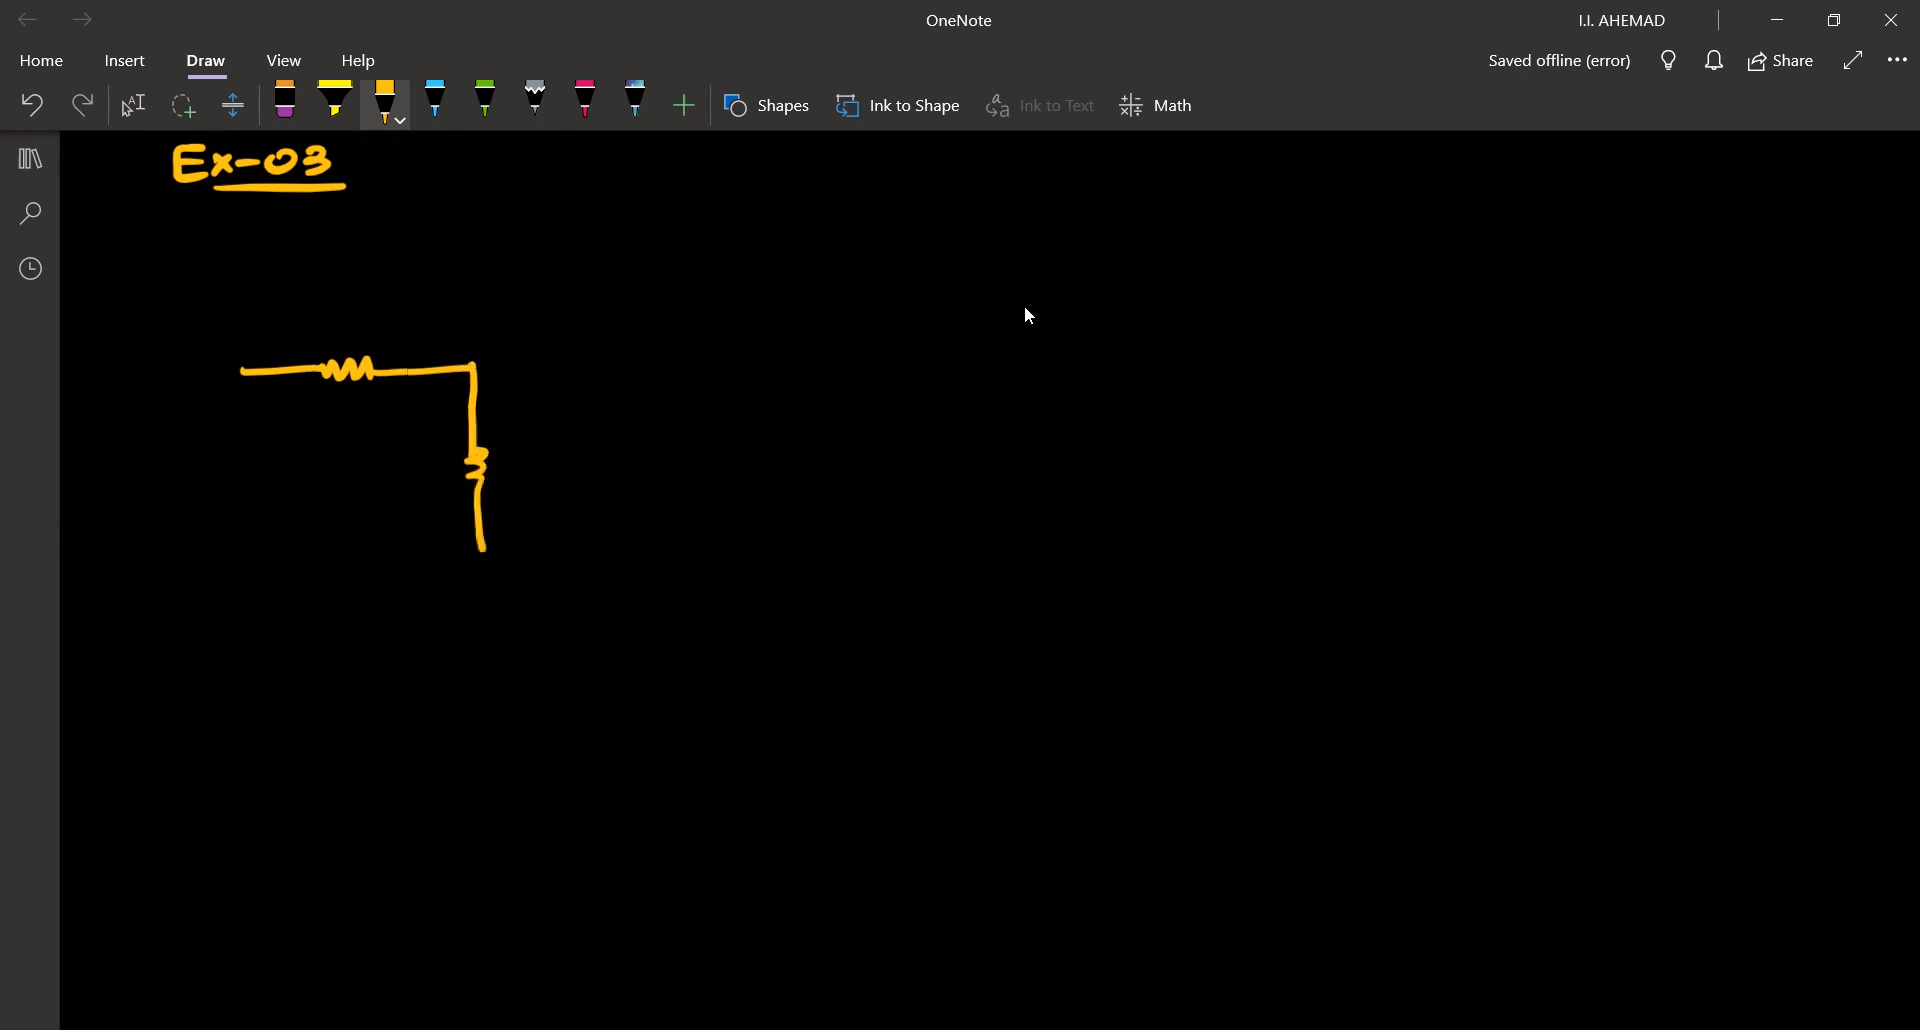 OneNote
I.I. AHEMAD
Home Insert Draw View Help
Saved offline (error)
Share
Shapes
Ink to Shape
Ink to Text
Math
Ex-03